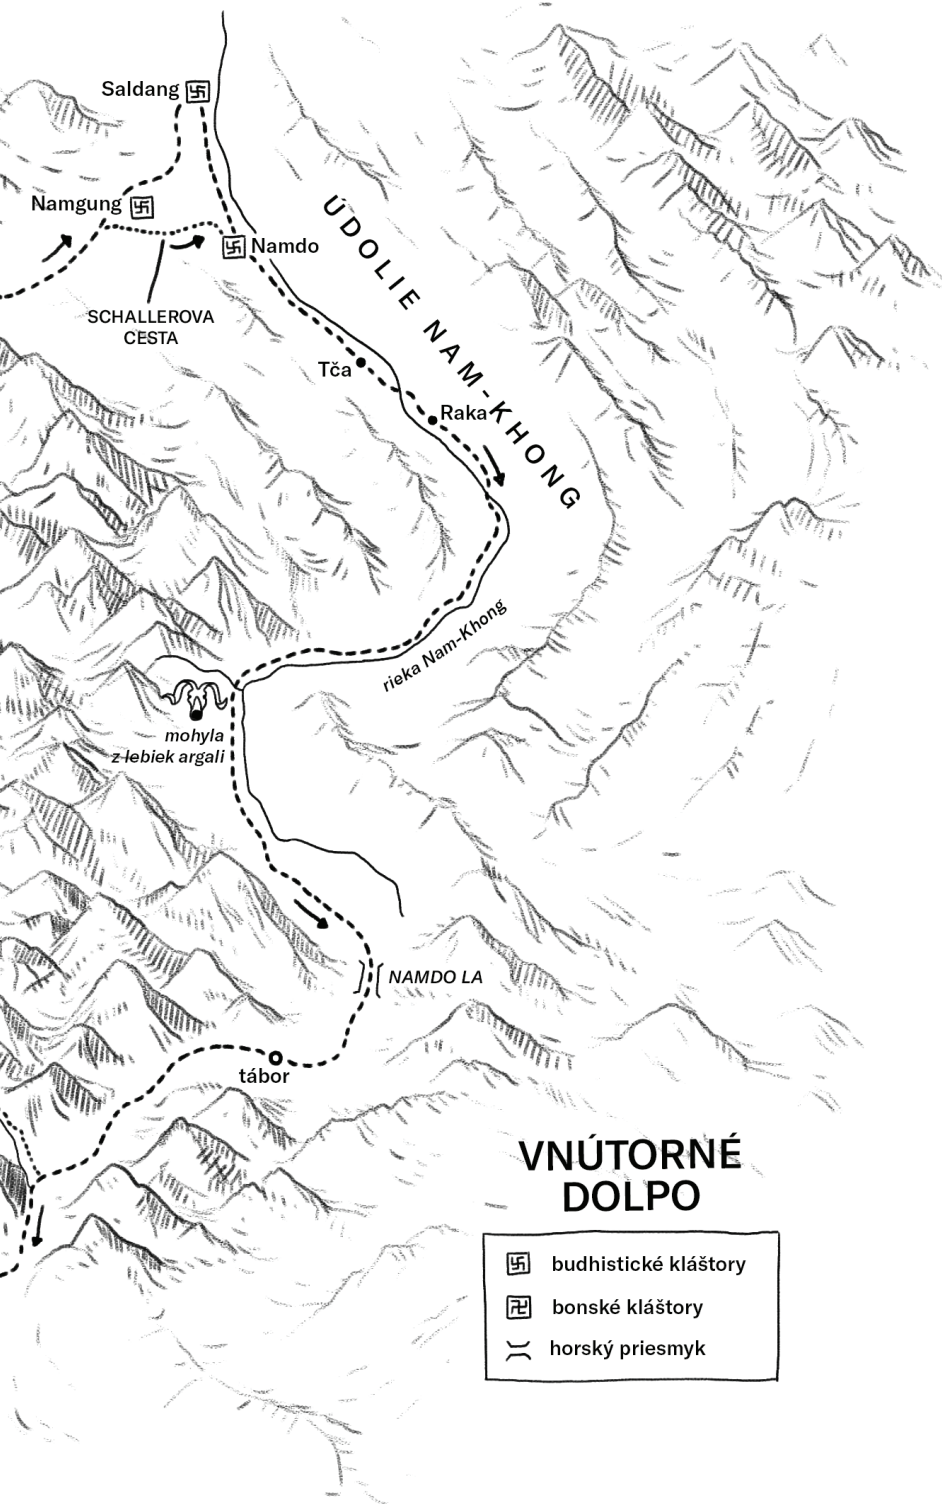 Saldang
Namgung
Namdo
SCHALLEROVA
CESTA
ÚDOLIE NAM-KHONG
Tča
Raka
rieka Nam-Khong
mohyla
z lebiek argali
NAMDO LA
tábor
VNÚTORNÉ
DOLPO
budhistické kláštory
bonské kláštory
horský priesmyk